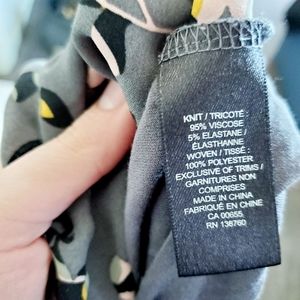 KNIT / TRICOTÉ :
95% VISCOSE
5% ELASTANE /
ÉLASTHANNE
WOVEN / TISSÉ :
100% POLYESTER
EXCLUSIVE OF TRIMS /
GARNITURES NON
COMPRISES
MADE IN CHINA
FABRIQUÉ EN CHINE
CA 00655
RN 138760